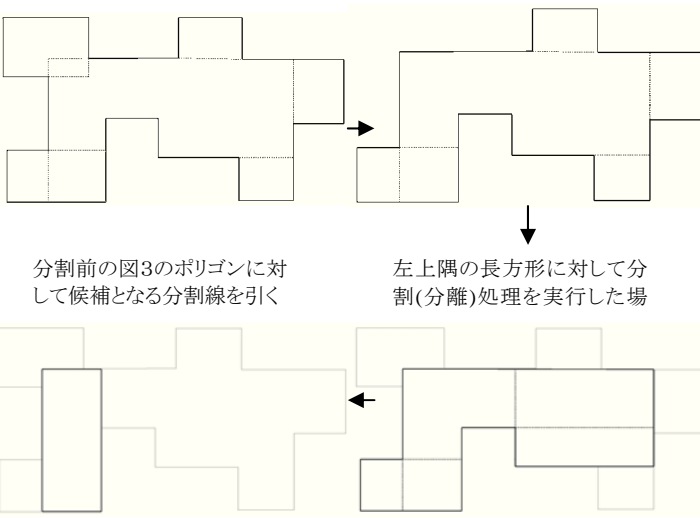 分割前の図3のポリゴンに対
して候補となる分割線を引く
左上隅の長方形に対して分
割(分離)処理を実行した場